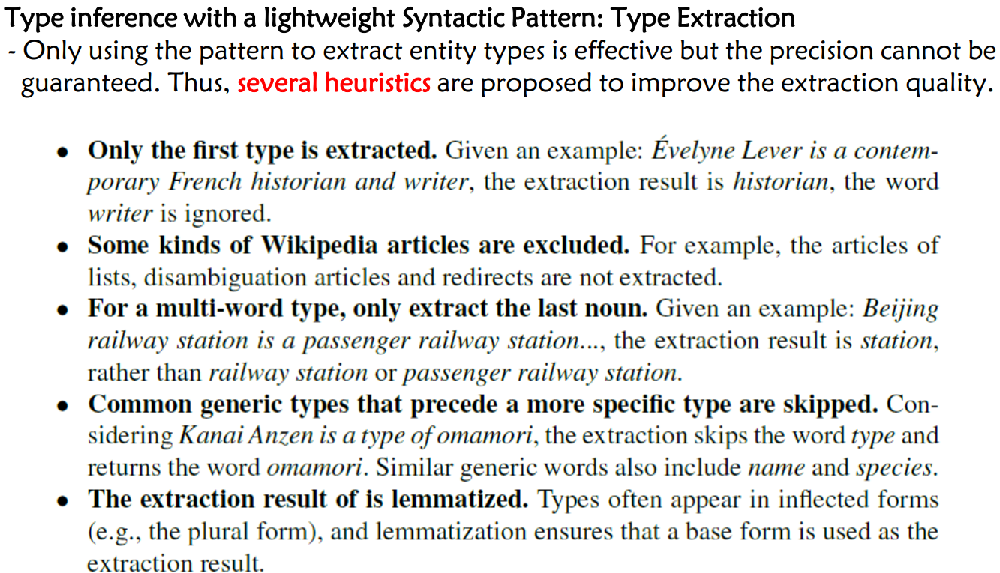 Type inference with a lightweight Syntactic Pattern: Type Extraction
- Only using the pattern to extract entity types is effective but the precision cannot be
guaranteed. Thus, several heuristics are proposed to improve the extraction quality.
• Only the first type is extracted. Given an example: Évelyne Lever is a contem-
porary French historian and writer, the extraction result is historian, the word
writer is ignored.
• Some kinds of Wikipedia articles are excluded. For example, the articles of
lists, disambiguation articles and redirects are not extracted.
• For a multi-word type, only extract the last noun. Given an example: Beijing
railway station is a passenger railway station..., the extraction result is station,
rather than railway station or passenger railway station.
• Common generic types that precede a more specific type are skipped. Con-
sidering Kanai Anzen is a type of omamori, the extraction skips the word type and
returns the word omamori. Similar generic words also include name and species.
• The extraction result of is lemmatized. Types often appear in inflected forms
(e.g., the plural form), and lemmatization ensures that a base form is used as the
extraction result.